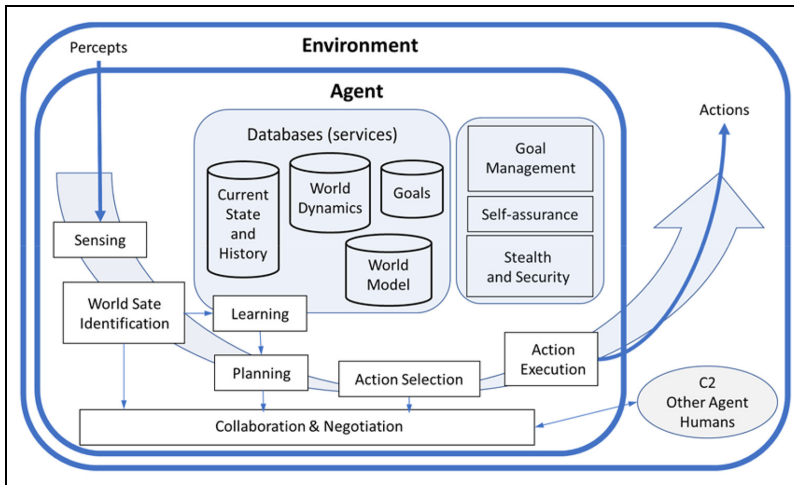 Percepts
Environment
Agent
Actions
Databases (services)
Current
State
and
History
World
Dynamics
Goals
World
Model
Goal
Management
Self-assurance
Stealth
and Security
Sensing
World Sate
Identification
Learning
Planning
Action Selection
Action
Execution
Collaboration & Negotiation
C2
Other Agent
Humans